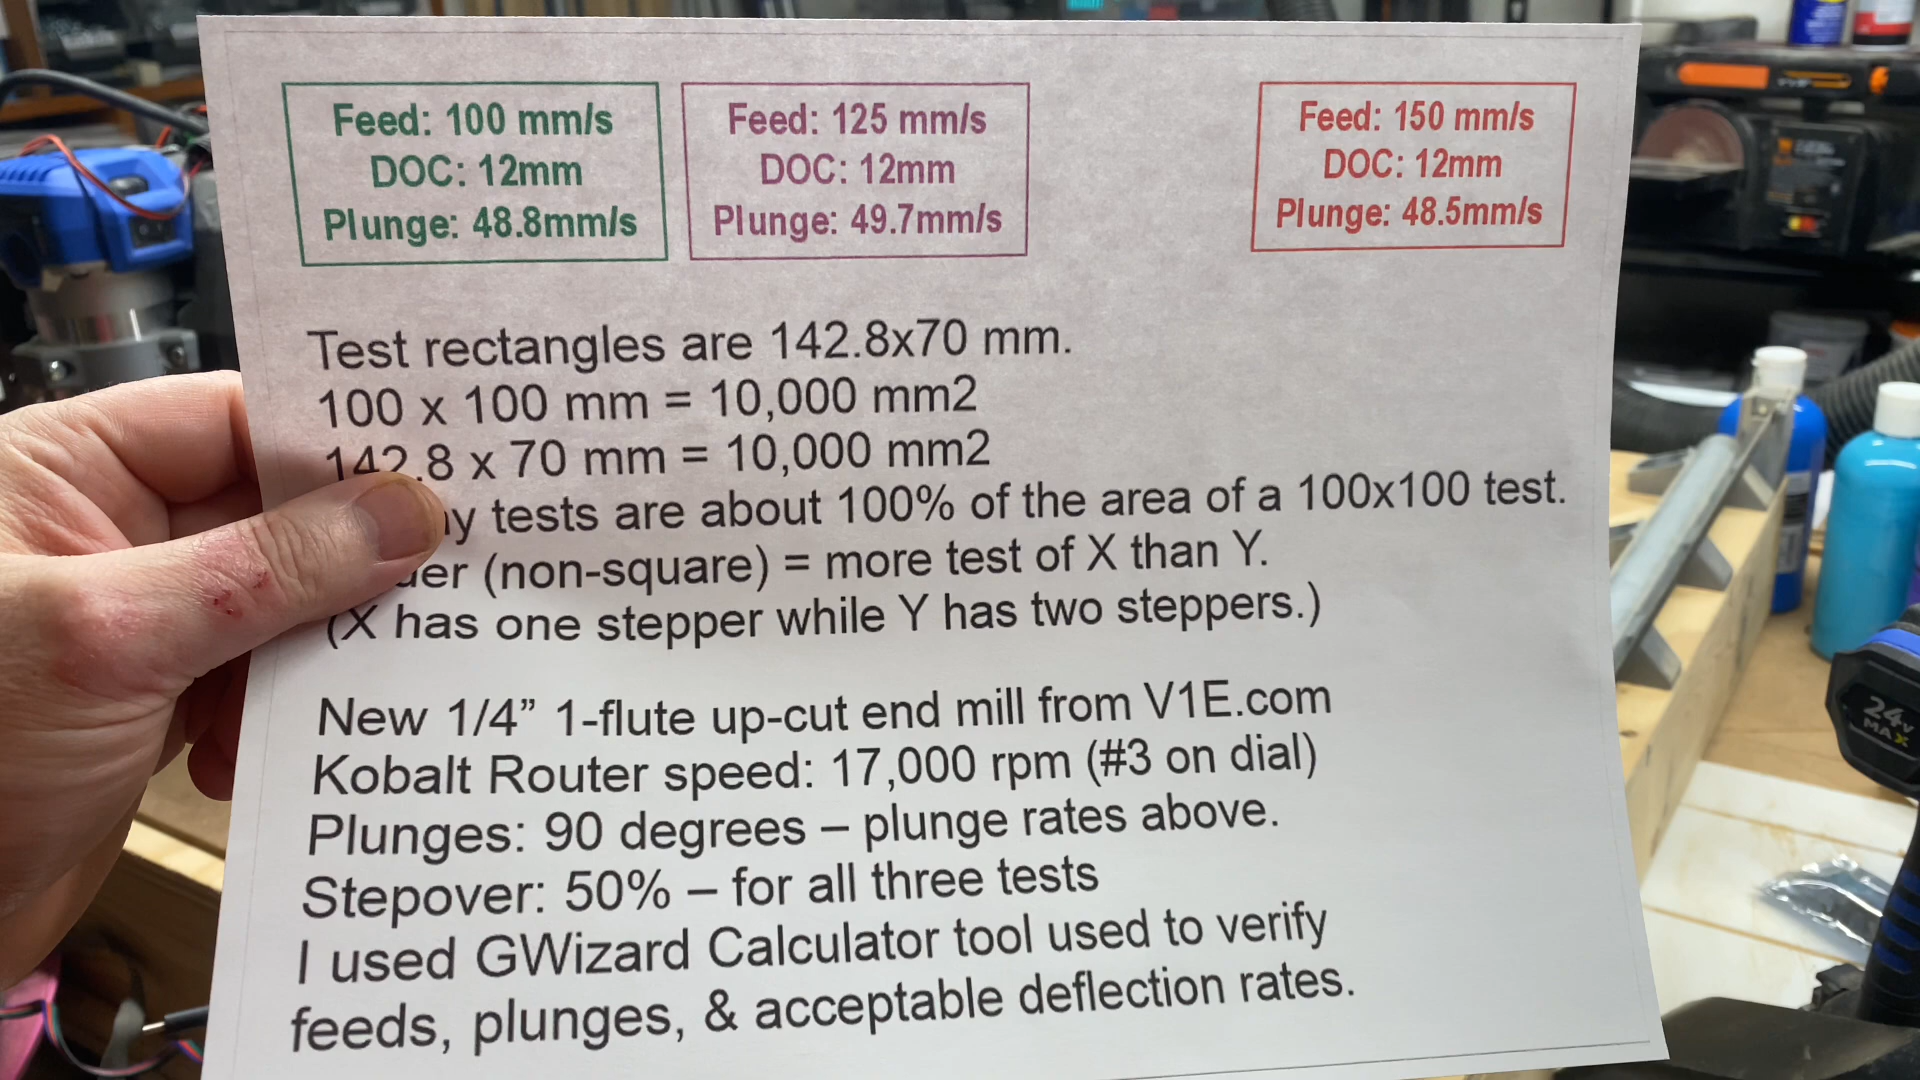 Feed: 100 mm/s
DOC: 12mm
Plunge: 48.8mm/s
Feed: 125 mm/s
DOC: 12mm
Plunge: 49.7mm/s
Feed: 150 mm/s
DOC: 12mm
Plunge: 48.5mm/s
Test rectangles are 142.8x70 mm.
100 x 100 mm = 10,000 mm2
142.8 x 70 mm = 10,000 mm2
tests are about 100% of the area of a 100x100 test.
(non-square) = more test of X than Y.
(X has one stepper while Y has two steppers.)
New 1/4” 1-flute up-cut end mill from V1E.com
Kobalt Router speed: 17,000 rpm (#3 on dial)
Plunges: 90 degrees – plunge rates above.
Stepover: 50% – for all three tests
I used GWizard Calculator tool used to verify
feeds, plunges, & acceptable deflection rates.
24v
MAX